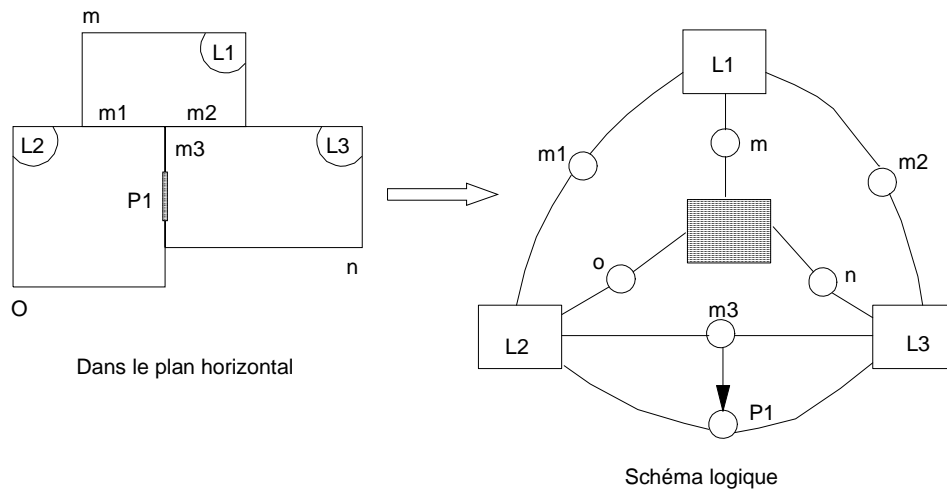 m
L1
m1 m2
L2
m3
L3
P1
n
O
Dans le plan horizontal
L1
m1
m
m2
o
n
m3
L2
L3
P1
Schéma logique